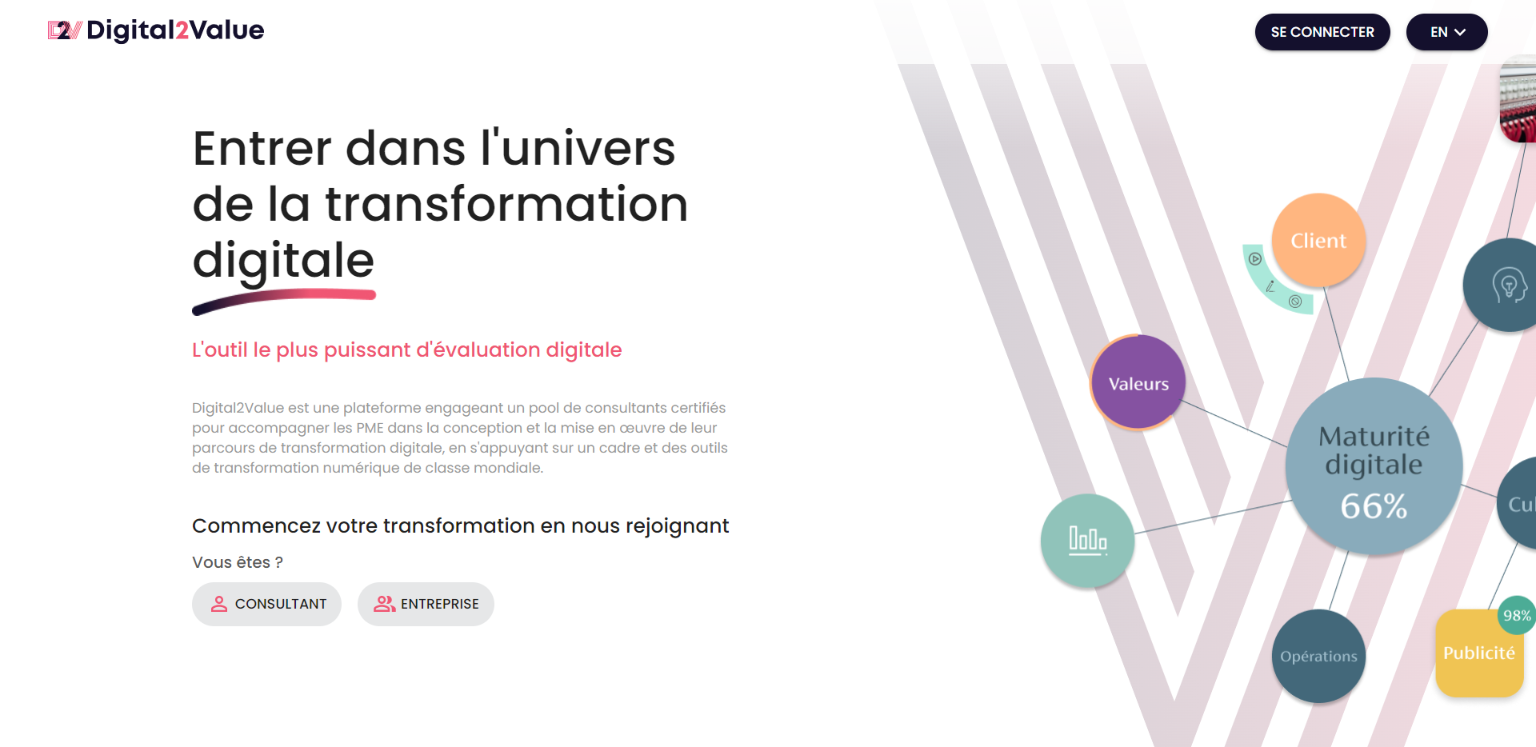 D2V Digital2Value
SE CONNECTER
EN
Entrer dans l'univers
de la transformation
digitale
L'outil le plus puissant d'évaluation digitale
Digital2Value est une plateforme engageant un pool de consultants certifiés
pour accompagner les PME dans la conception et la mise en œuvre de leur
parcours de transformation digitale, en s'appuyant sur un cadre et des outils
de transformation numérique de classe mondiale.
Commencez votre transformation en nous rejoignant
Vous êtes ?
CONSULTANT
ENTREPRISE
Client
Valeurs
Maturité
digitale
66%
Opérations
98%
Publicité